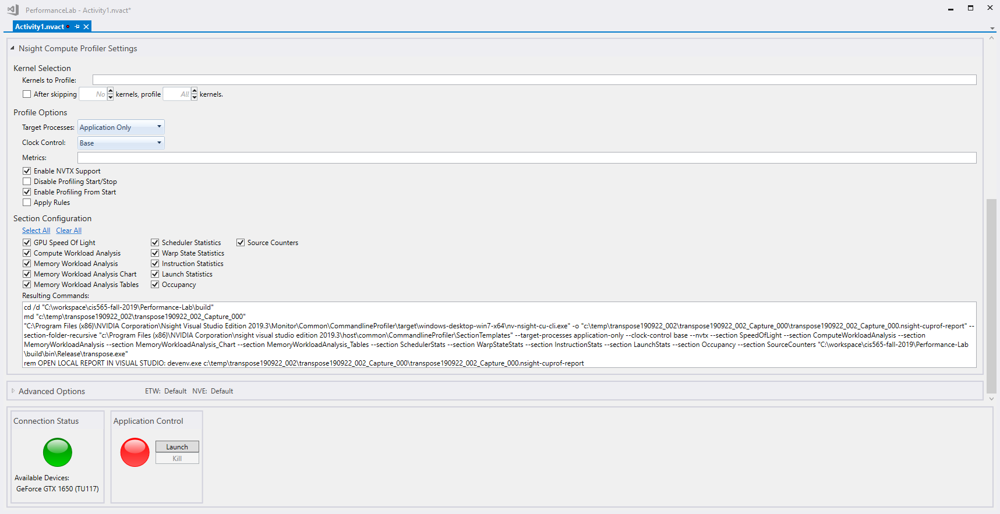 PerformanceLab - Activity1.nvact*
Activity1.nvact
Nsight Compute Profiler Settings
Kernel Selection
Kernels to Profile:
After skipping No kernels, profile All kernels.
Profile Options
Target Processes: Application Only
Clock Control: Base
Metrics:
Enable NVTX Support
Disable Profiling Start/Stop
Enable Profiling From Start
Apply Rules
Section Configuration
Select All Clear All
GPU Speed Of Light Scheduler Statistics Source Counters
Compute Workload Analysis Warp State Statistics
Memory Workload Analysis Instruction Statistics
Memory Workload Analysis Chart Launch Statistics
Memory Workload Analysis Tables Occupancy
Resulting Commands:
cd /d "C:\workspace\cis565-fall-2019\Performance-Lab\build"
md "c:\temp\transpose190922_002\transpose190922_002_Capture_000"
"C:\Program Files (x86)\NVIDIA Corporation\Nsight Visual Studio Edition 2019.3\Monitor\Common\CommandlineProfiler\target\windows-desktop-win7-x64\nv-nsight-cu-cli.exe" -o "c:\temp\transpose190922_002\transpose190922_002_Capture_000\transpose190922_002_Capture_000.nsight-cuprof-report" --
section-folder-recursive "c:\Program Files (x86)\NVIDIA Corporation\nsight visual studio edition 2019.3\host\common\CommandlineProfiler\SectionTemplates" --target-processes application-only --clock-control base --nvtx --section SpeedOfLight --section ComputeWorkloadAnalysis --section
MemoryWorkloadAnalysis --section MemoryWorkloadAnalysis_Chart --section MemoryWorkloadAnalysis_Tables --section SchedulerStats --section WarpStateStats --section InstructionStats --section LaunchStats --section Occupancy --section SourceCounters "C:\workspace\cis565-fall-2019\Performance-Lab
\build\bin\Release\transpose.exe"
rem OPEN LOCAL REPORT IN VISUAL STUDIO: devenv.exe c:\temp\transpose190922_002\transpose190922_002_Capture_000\transpose190922_002_Capture_000.nsight-cuprof-report
Advanced Options ETW: Default NVE: Default
Connection Status
Available Devices:
GeForce GTX 1650 (TU117)
Application Control
Launch
Kill